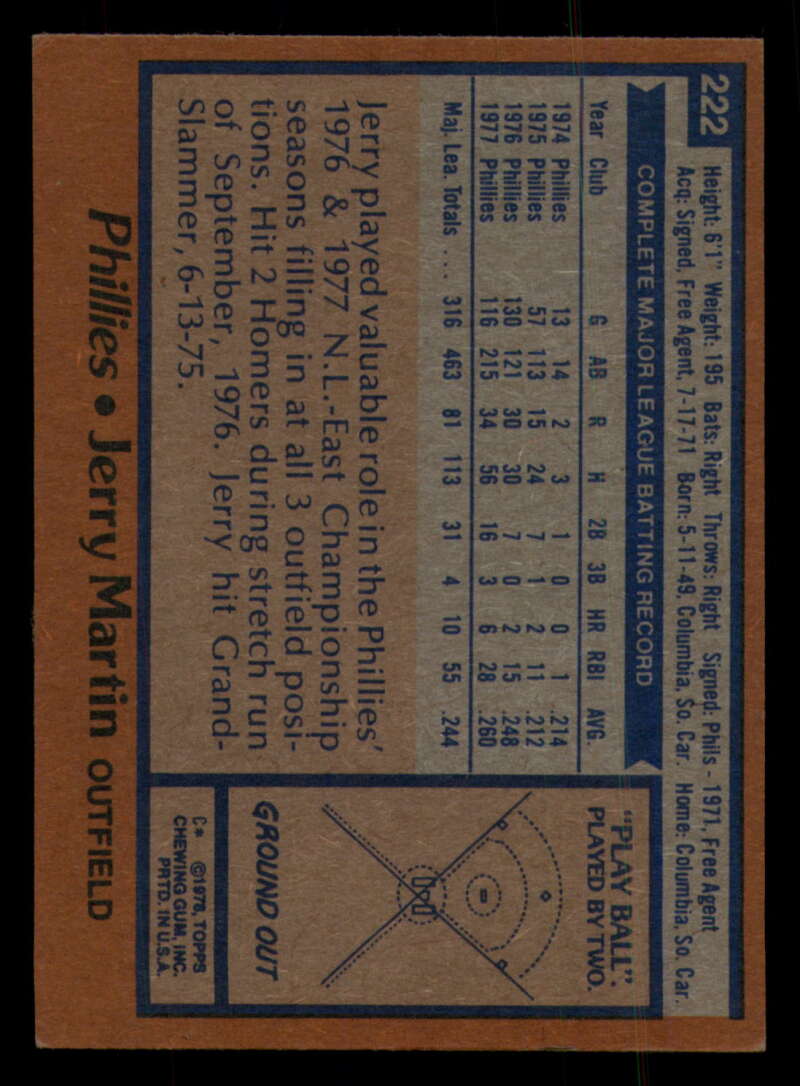 222
Height: 6'1" Weight: 195 Bats: Right Throws: Right Signed: Phils - 1971, Free Agent
Acq: Signed, Free Agent, 7-17-71 Born: 5-11-49, Columbia, So. Car. Home: Columbia, So. Car.
COMPLETE MAJOR LEAGUE BATTING RECORD
Year Club G AB R H 2B 3B HR RBI AVG.
1974 Phillies 13 14 2 3 1 0 0 1 .214
1975 Phillies 57 113 15 24 7 1 2 11 .212
1976 Phillies 130 121 30 30 7 0 2 15 .248
1977 Phillies 116 215 34 56 16 3 6 28 .260
Maj. Lea. Totals ... 316 463 81 113 31 4 10 55 .244
Jerry played valuable role in the Phillies'
1976 & 1977 N.L.-East Championship
seasons filling in at all 3 outfield posi-
tions. Hit 2 Homers during stretch run
of September, 1976. Jerry hit Grand-
Slammer, 6-13-75.
"PLAY BALL".
PLAYED BY TWO.
GROUND OUT
C* ©1978, TOPPS
CHEWING GUM, INC.
PRTD. IN U.S.A.
Phillies • Jerry Martin OUTFIELD